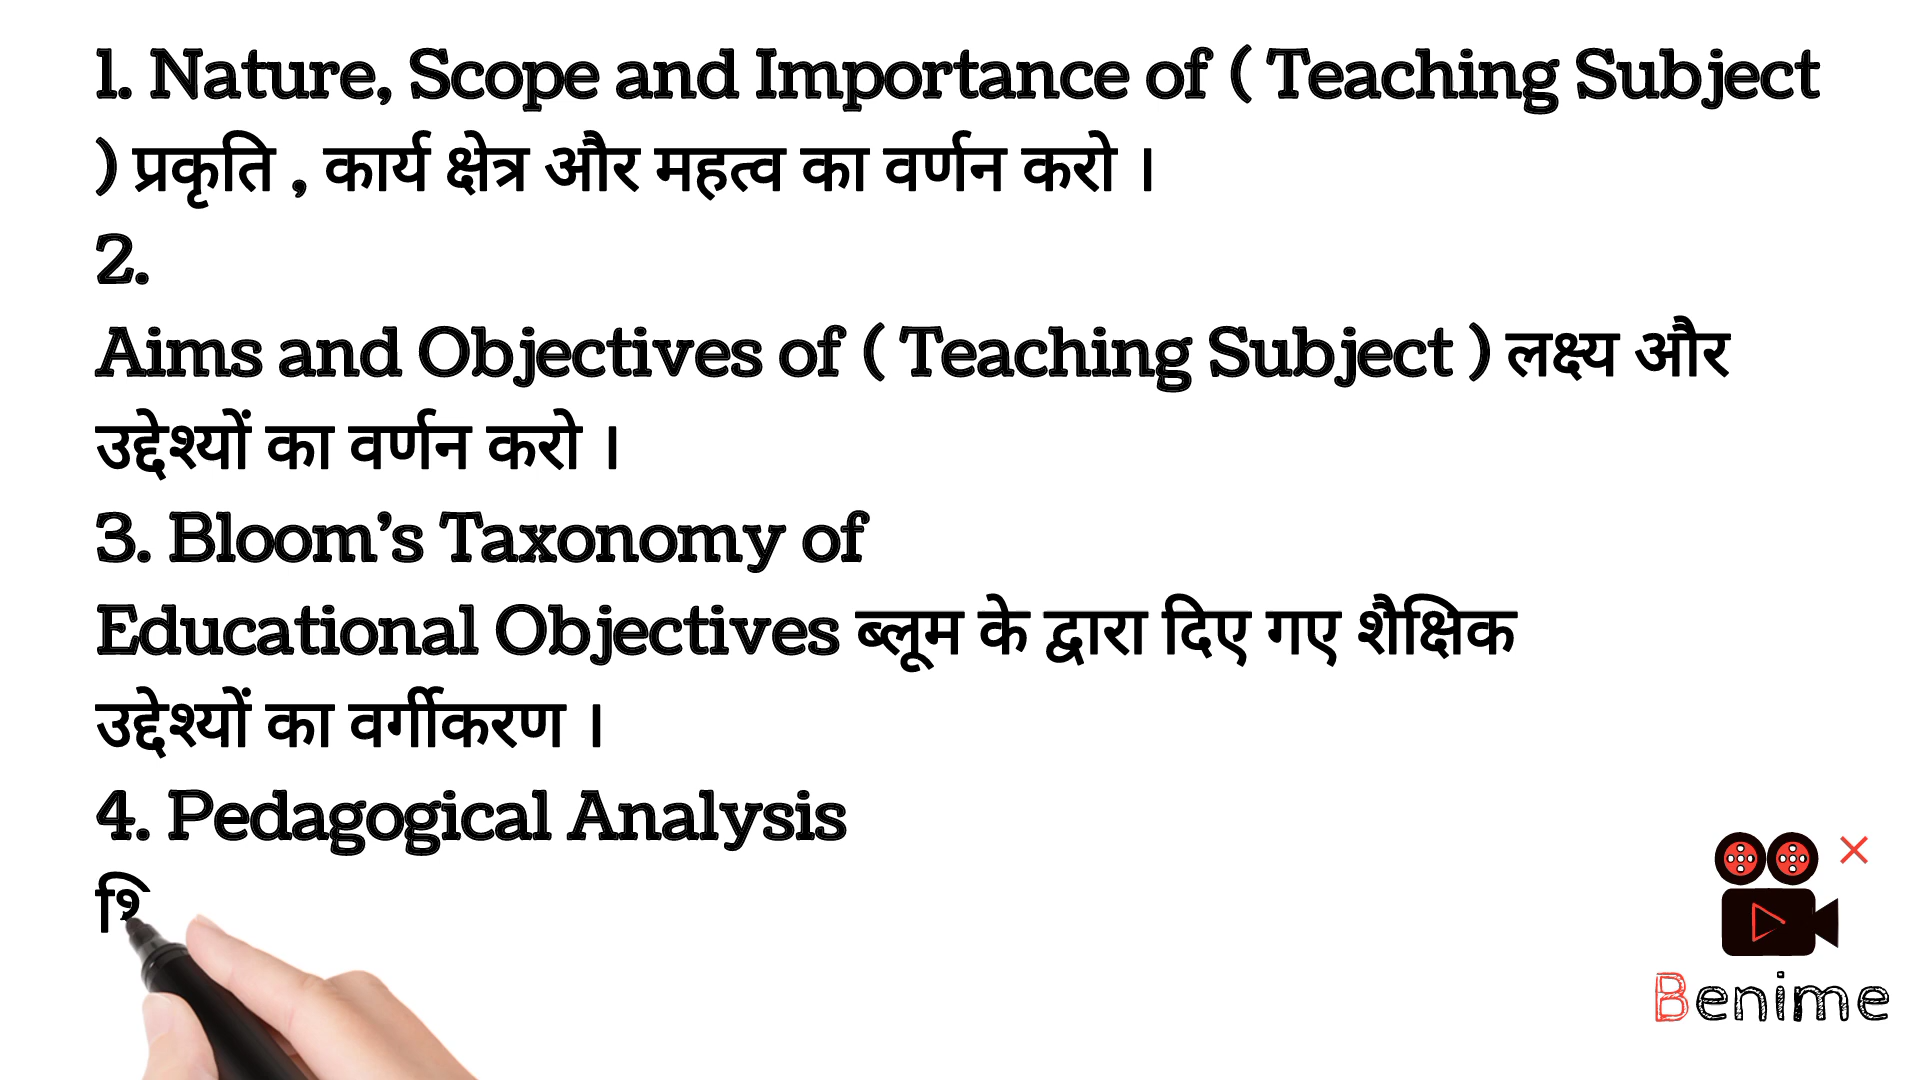 1. Nature, Scope and Importance of ( Teaching Subject
) प्रकृति , कार्य क्षेत्र और महत्व का वर्णन करो ।
2.
Aims and Objectives of ( Teaching Subject ) लक्ष्य और
उद्देश्यों का वर्णन करो ।
3. Bloom’s Taxonomy of
Educational Objectives ब्लूम के द्वारा दिए गए शैक्षिक
उद्देश्यों का वर्गीकरण ।
4. Pedagogical Analysis
Benime